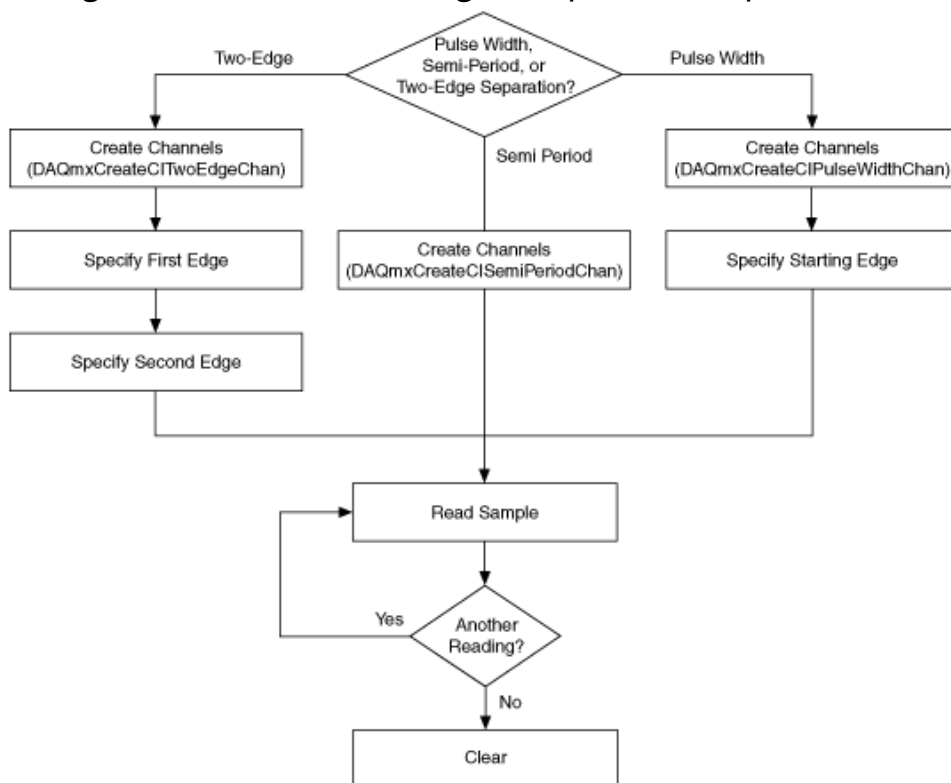 Pulse Width,
Semi-Period, or
Two-Edge Separation?
Two-Edge
Pulse Width
Semi Period
Create Channels
(DAQmxCreateCITwoEdgeChan)
Specify First Edge
Specify Second Edge
Create Channels
(DAQmxCreateCISemiPeriodChan)
Create Channels
(DAQmxCreateCIPulseWidthChan)
Specify Starting Edge
Read Sample
Another
Reading?
Yes
No
Clear